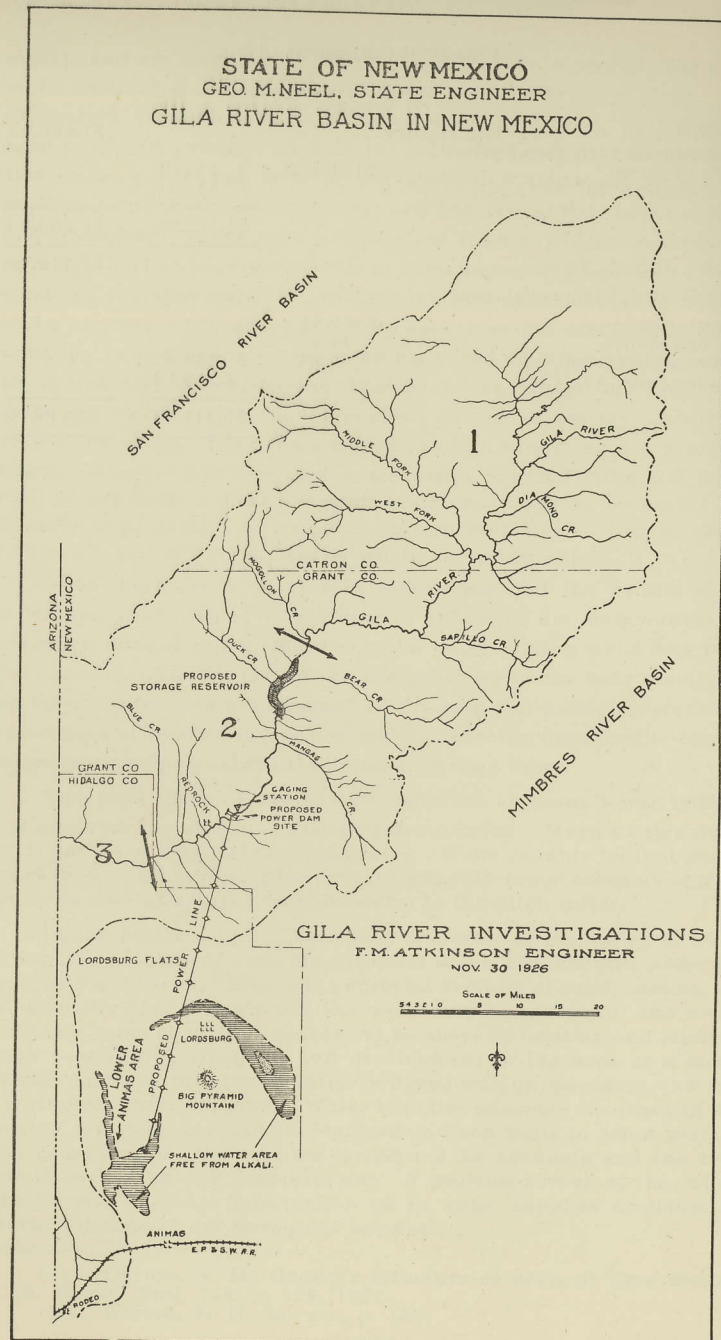 STATE OF NEW MEXICO
GEO. M. NEEL, STATE ENGINEER
GILA RIVER BASIN IN NEW MEXICO
SAN FRANCISCO RIVER BASIN
1
MIDDLE FORK
GILA RIVER
WEST FORK
DIAMOND CR.
MOGOLLON CR.
CATRON CO.
GRANT CO.
ARIZONA
NEW MEXICO
GILA RIVER
SAPILLO CR.
DUCK CR.
PROPOSED
STORAGE RESERVOIR
BEAR CR.
MIMBRES RIVER BASIN
BLUE CR.
2
MANGAS CR.
GRANT CO
HIDALGO CO
REDROCK
GAGING
STATION
PROPOSED
POWER DAM
SITE
3
GILA RIVER INVESTIGATIONS
F. M. ATKINSON ENGINEER
NOV. 30 1926
LORDSBURG FLATS
PROPOSED POWER LINE
SCALE OF MILES
5 4 3 2 1 0 5 10 15 20
LORDSBURG
LOWER
ANIMAS AREA
BIG PYRAMID
MOUNTAIN
SHALLOW WATER AREA
FREE FROM ALKALI.
ANIMAS
E. P. & S. W. R. R.
RODEO